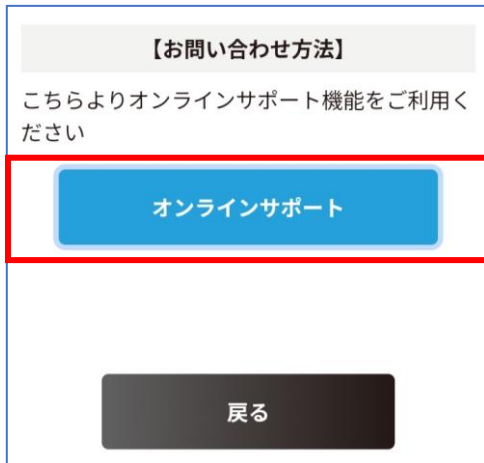 【お問い合わせ方法】
こちらよりオンラインサポート機能をご利用く
ださい
オンラインサポート
戻る